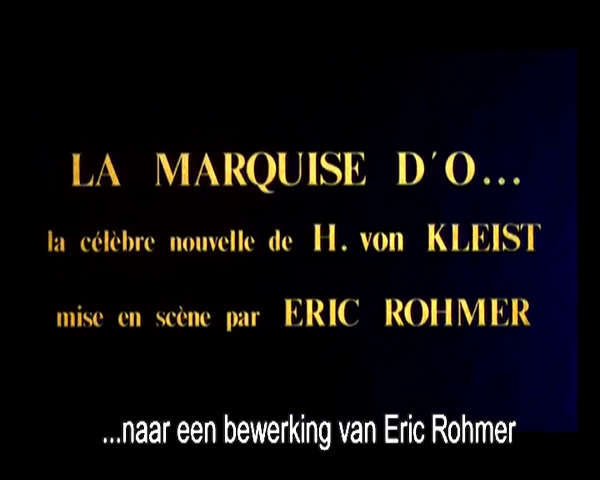 LA MARQUISE D'O...
la célèbre nouvelle de H. von KLEIST
mise en scène par ERIC ROHMER
...naar een bewerking van Eric Rohmer